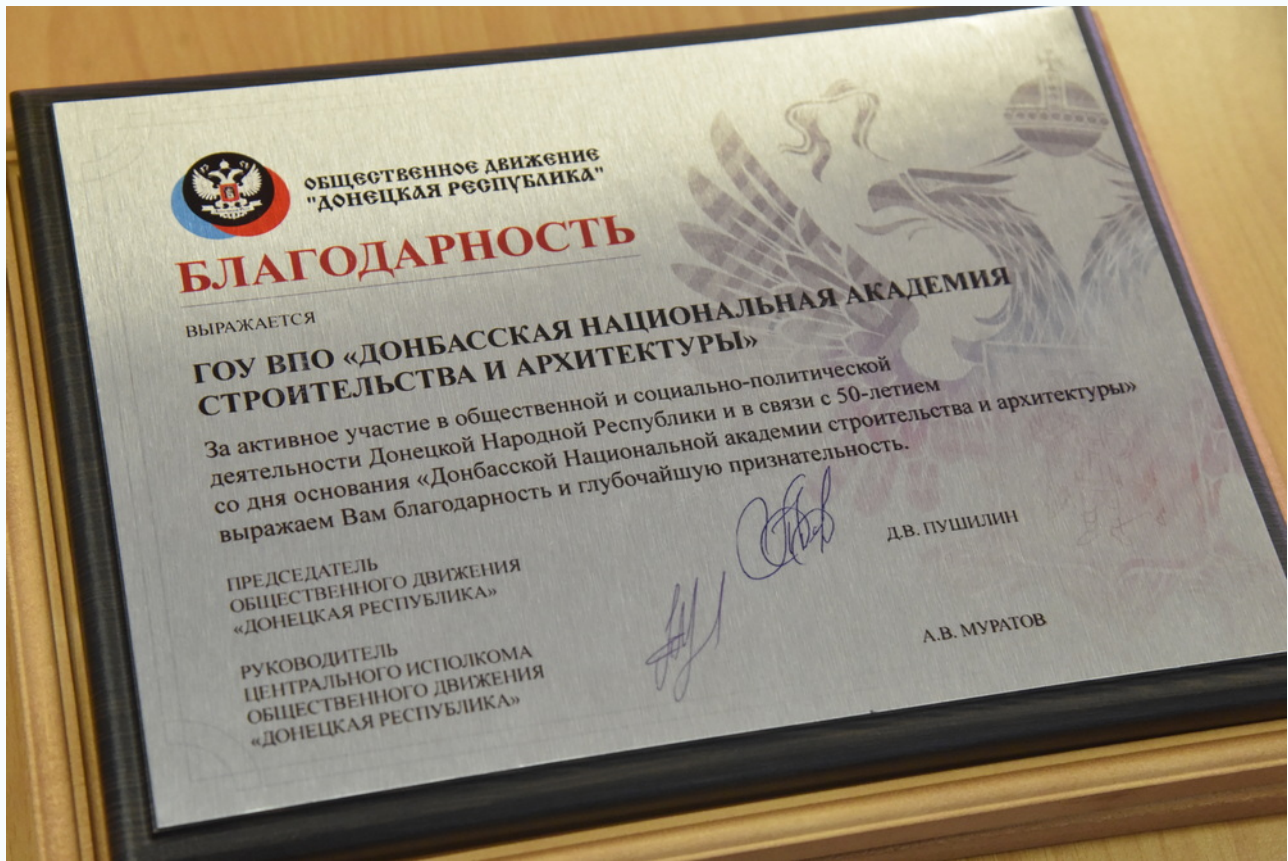 ОБЩЕСТВЕННОЕ ДВИЖЕНИЕ
"ДОНЕЦКАЯ РЕСПУБЛИКА"
БЛАГОДАРНОСТЬ
ВЫРАЖАЕТСЯ
ГОУ ВПО «ДОНБАССКАЯ НАЦИОНАЛЬНАЯ АКАДЕМИЯ
СТРОИТЕЛЬСТВА И АРХИТЕКТУРЫ»
За активное участие в общественной и социально-политической
деятельности Донецкой Народной Республики и в связи с 50-летием
со дня основания «Донбасской Национальной академии строительства и архитектуры»
выражаем Вам благодарность и глубочайшую признательность.
ПРЕДСЕДАТЕЛЬ
ОБЩЕСТВЕННОГО ДВИЖЕНИЯ
«ДОНЕЦКАЯ РЕСПУБЛИКА»
Д.В. ПУШИЛИН
РУКОВОДИТЕЛЬ
ЦЕНТРАЛЬНОГО ИСПОЛКОМА
ОБЩЕСТВЕННОГО ДВИЖЕНИЯ
«ДОНЕЦКАЯ РЕСПУБЛИКА»
А.В. МУРАТОВ